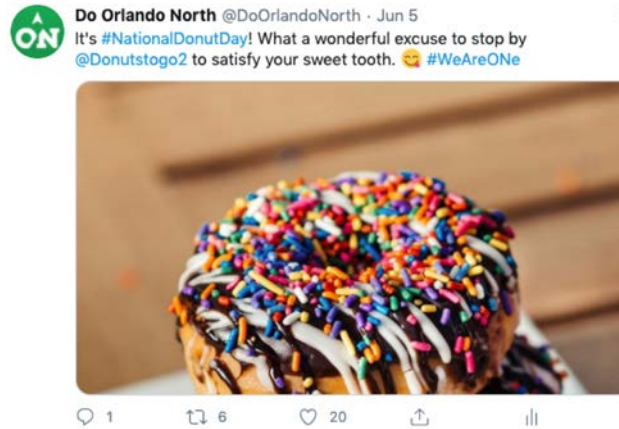 ON
Do Orlando North @DoOrlandoNorth · Jun 5
It's #NationalDonutDay! What a wonderful excuse to stop by
@Donutstogo2 to satisfy your sweet tooth. 😋 #WeAreONe
1 6 20